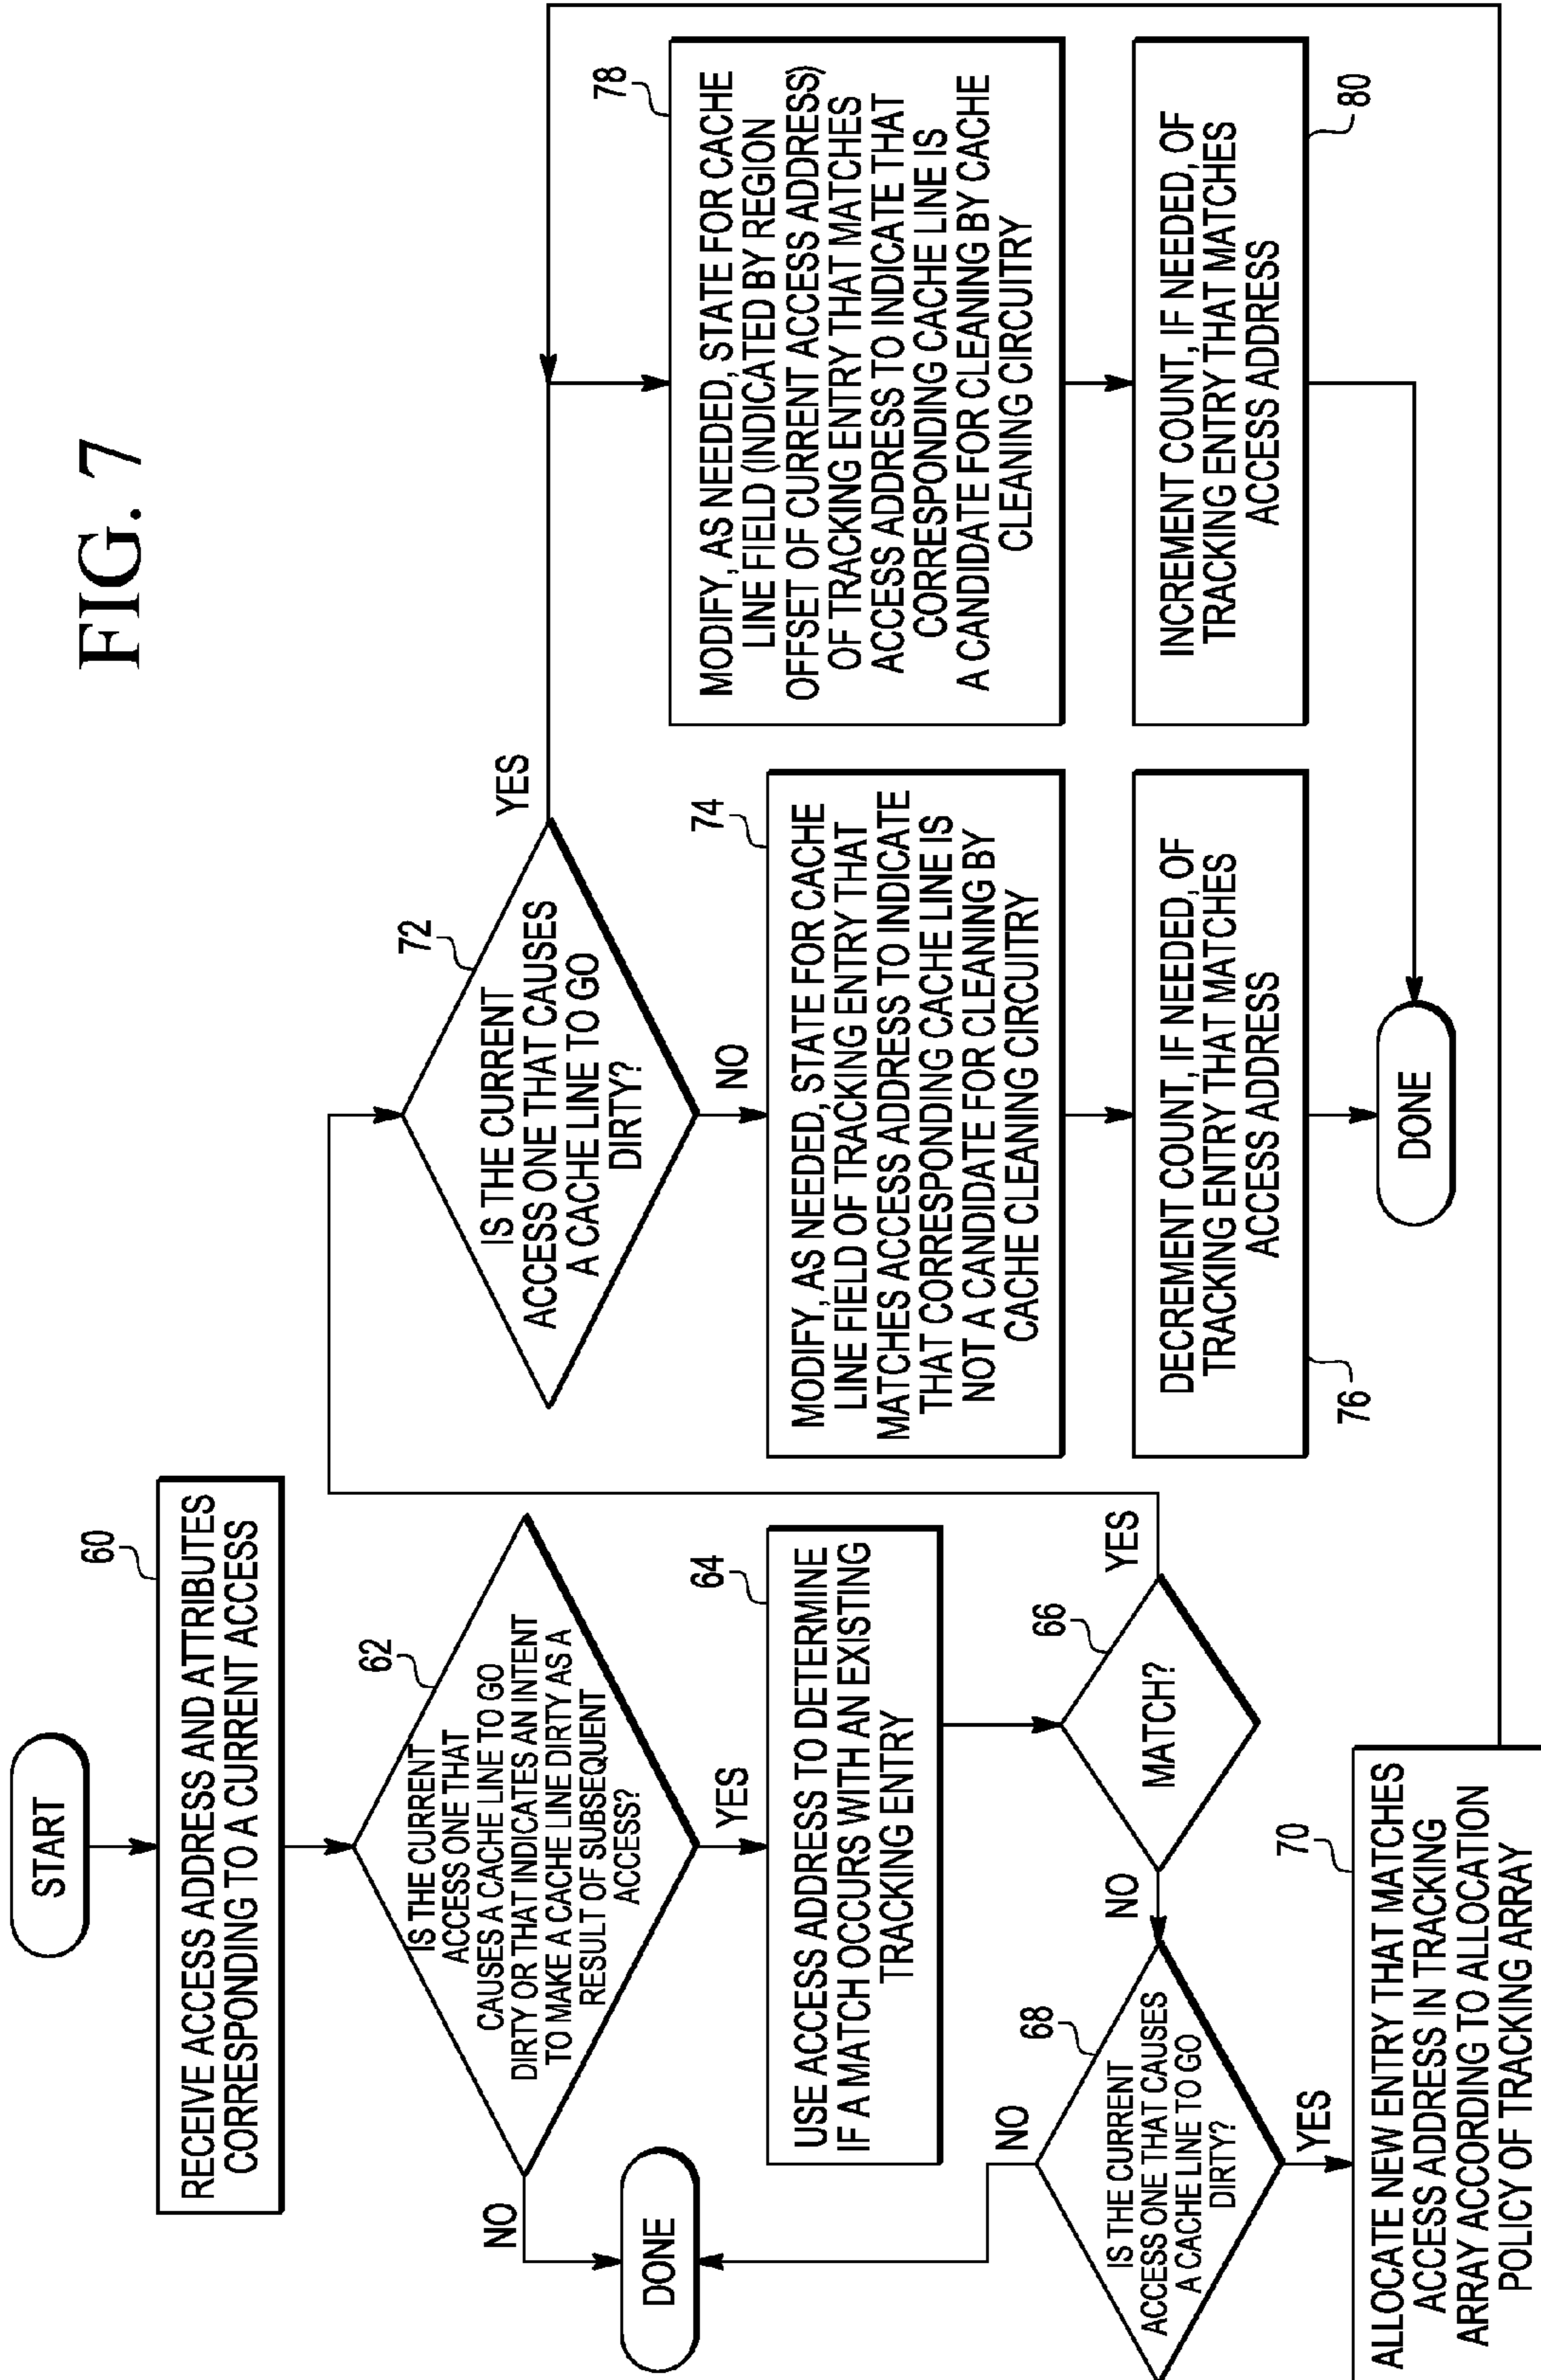 FIG. 7
START
60
RECEIVE ACCESS ADDRESS AND ATTRIBUTES
CORRESPONDING TO A CURRENT ACCESS
62
IS THE CURRENT
ACCESS ONE THAT
CAUSES A CACHE LINE TO GO
DIRTY OR THAT INDICATES AN INTENT
TO MAKE A CACHE LINE DIRTY AS A
RESULT OF SUBSEQUENT
ACCESS?
NO
YES
DONE
64
USE ACCESS ADDRESS TO DETERMINE
IF A MATCH OCCURS WITH AN EXISTING
TRACKING ENTRY
66
MATCH?
YES
NO
68
IS THE CURRENT
ACCESS ONE THAT CAUSES
A CACHE LINE TO GO
DIRTY?
NO
YES
70
ALLOCATE NEW ENTRY THAT MATCHES
ACCESS ADDRESS IN TRACKING
ARRAY ACCORDING TO ALLOCATION
POLICY OF TRACKING ARRAY
72
IS THE CURRENT
ACCESS ONE THAT CAUSES
A CACHE LINE TO GO
DIRTY?
YES
NO
74
MODIFY, AS NEEDED, STATE FOR CACHE
LINE FIELD OF TRACKING ENTRY THAT
MATCHES ACCESS ADDRESS TO INDICATE
THAT CORRESPONDING CACHE LINE IS
NOT A CANDIDATE FOR CLEANING BY
CACHE CLEANING CIRCUITRY
76
DECREMENT COUNT, IF NEEDED, OF
TRACKING ENTRY THAT MATCHES
ACCESS ADDRESS
78
MODIFY, AS NEEDED, STATE FOR CACHE
LINE FIELD (INDICATED BY REGION
OFFSET OF CURRENT ACCESS ADDRESS)
OF TRACKING ENTRY THAT MATCHES
ACCESS ADDRESS TO INDICATE THAT
CORRESPONDING CACHE LINE IS
A CANDIDATE FOR CLEANING BY CACHE
CLEANING CIRCUITRY
80
INCREMENT COUNT, IF NEEDED, OF
TRACKING ENTRY THAT MATCHES
ACCESS ADDRESS
DONE